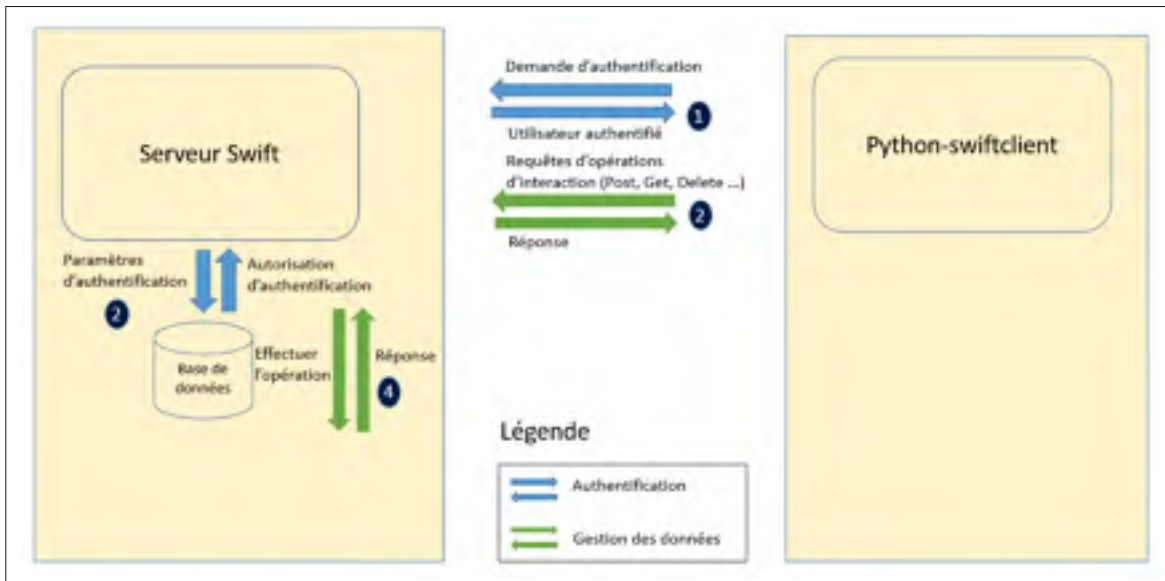 Serveur Swift
Paramètres
d'authentification
2
Autorisation
d'authentification
Base de
données
Effectuer
l'opération
Réponse
4
Demande d'authentification
1
Utilisateur authentifié
Requêtes d'opérations
d'interaction (Post, Get, Delete ...)
2
Réponse
Python-swiftclient
Légende
Authentification
Gestion des données